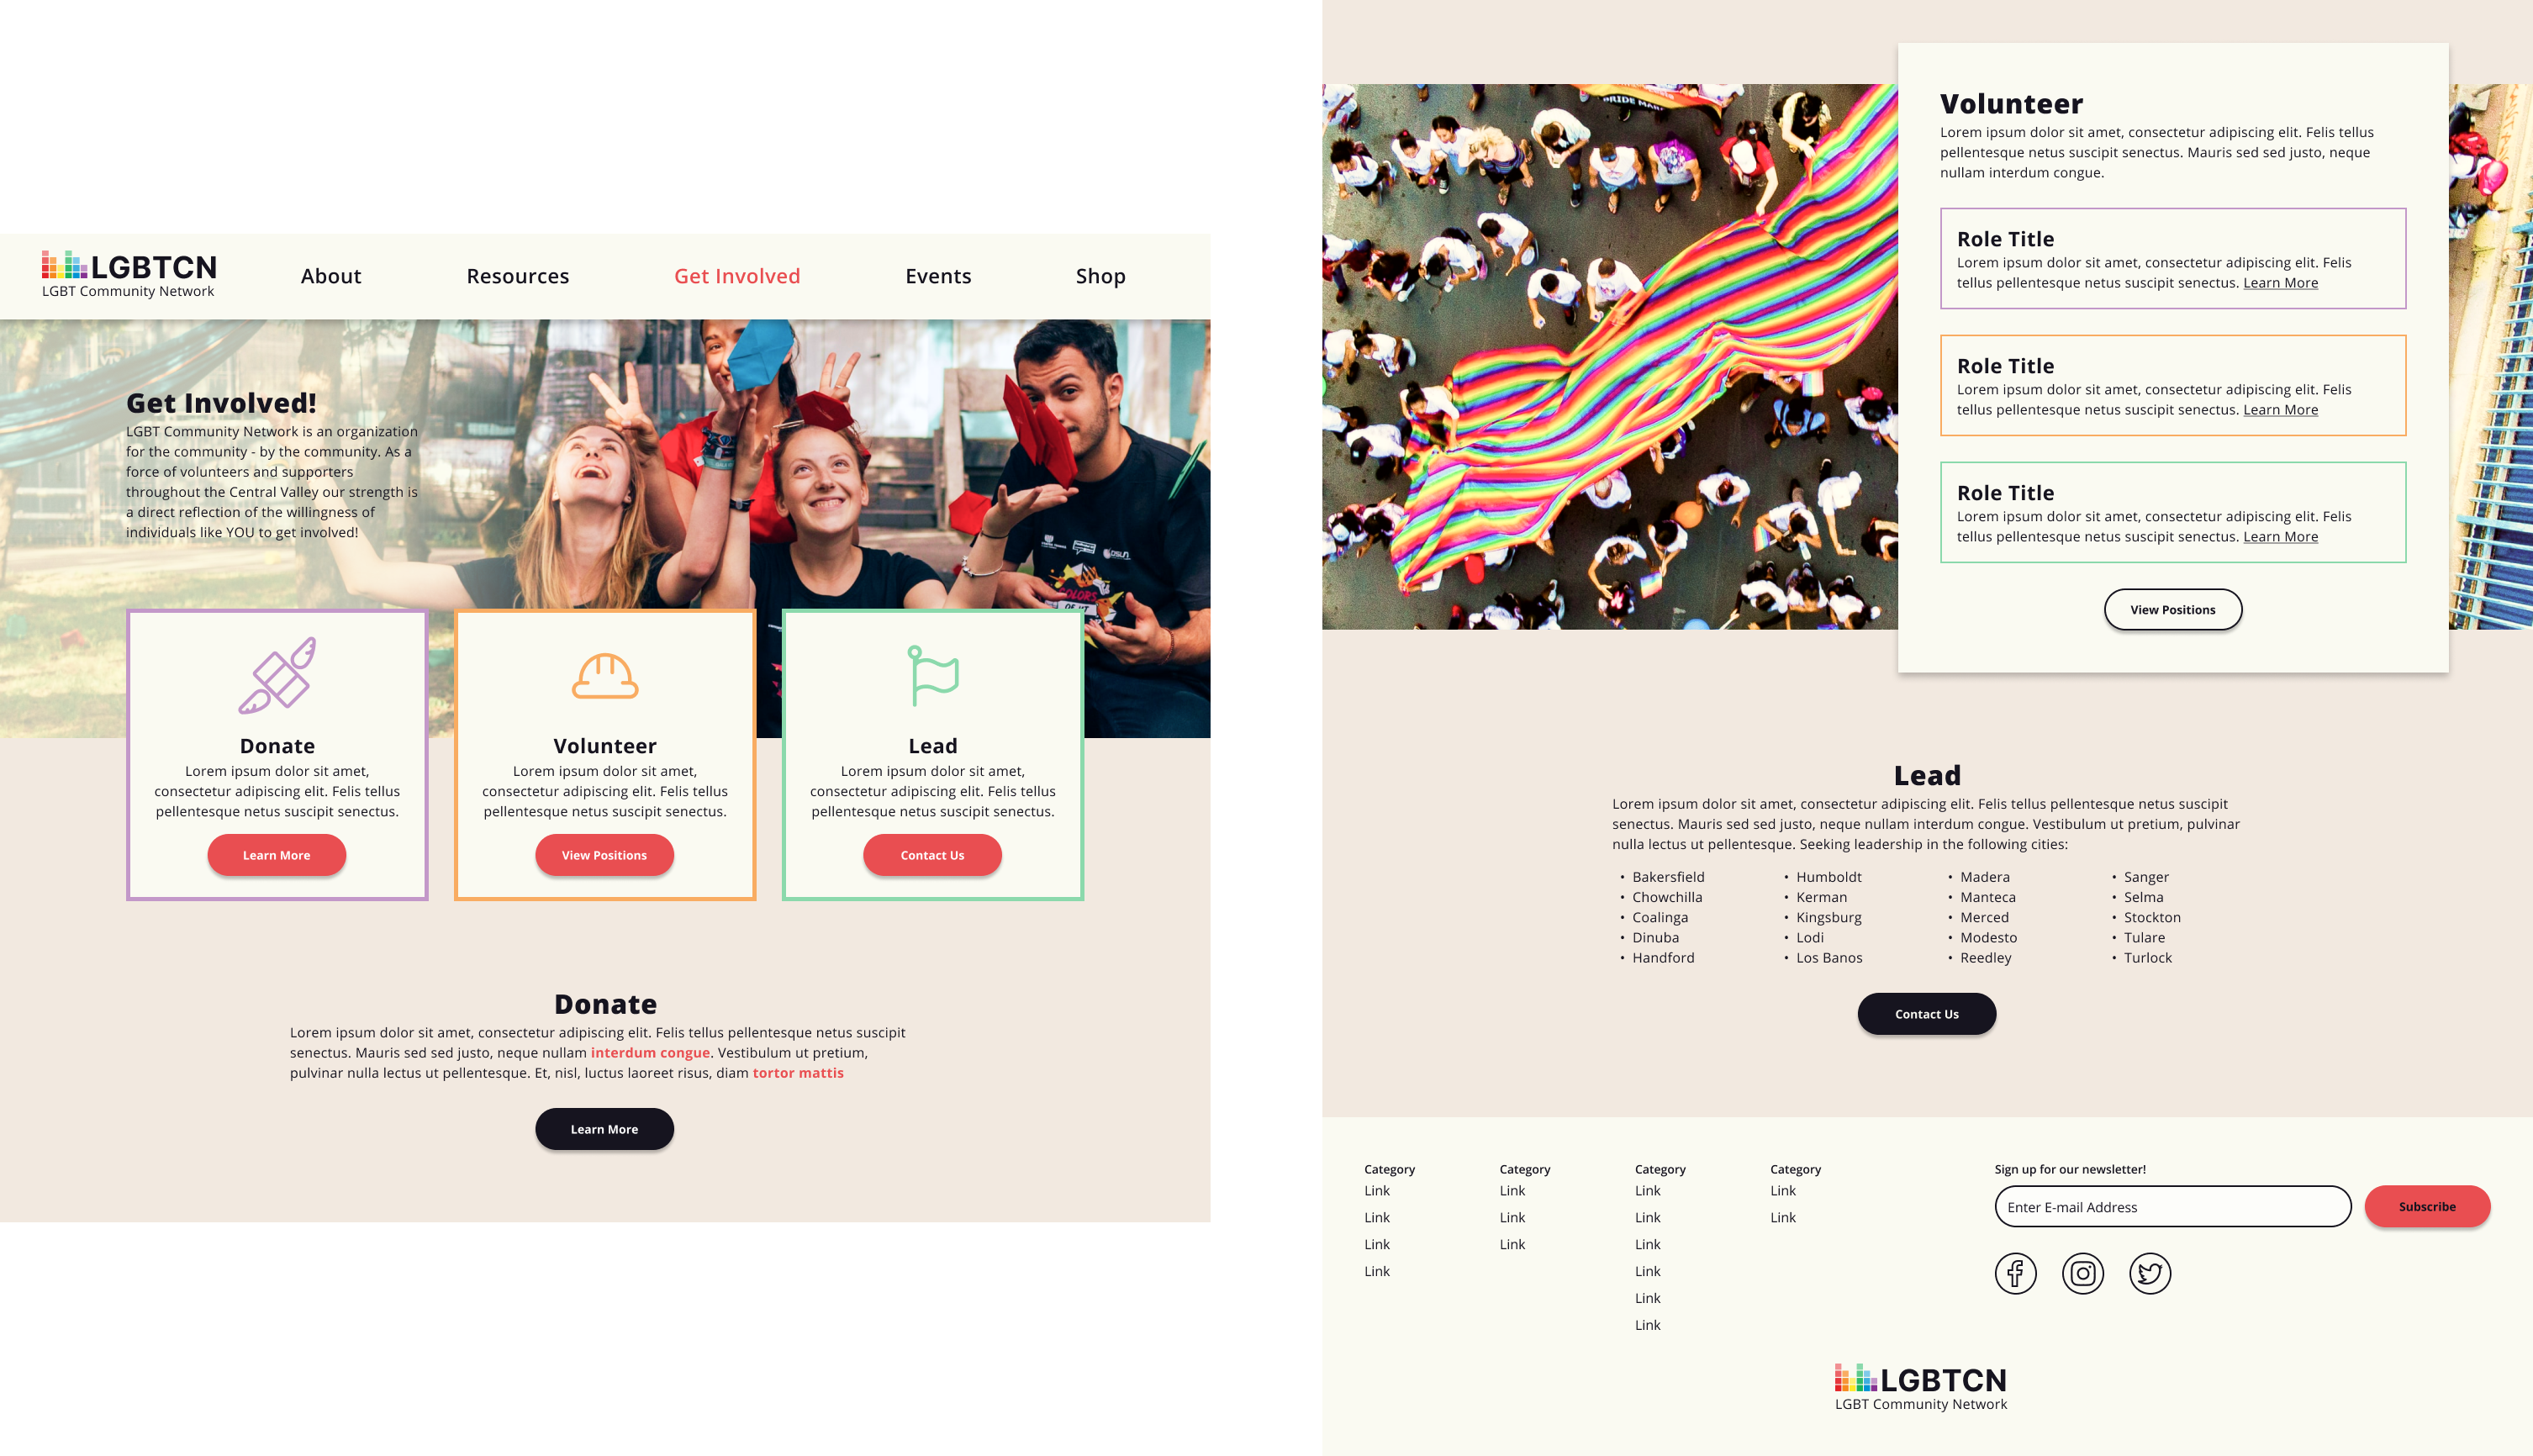 LGBTCN
LGBT Community Network
About
Resources
Get Involved
Events
Shop
Get Involved!
LGBT Community Network is an organization
for the community - by the community. As a
force of volunteers and supporters
throughout the Central Valley our strength is
a direct reflection of the willingness of
individuals like YOU to get involved!
Donate
Lorem ipsum dolor sit amet,
consectetur adipiscing elit. Felis tellus
pellentesque netus suscipit senectus.
Learn More
Volunteer
Lorem ipsum dolor sit amet,
consectetur adipiscing elit. Felis tellus
pellentesque netus suscipit senectus.
View Positions
Lead
Lorem ipsum dolor sit amet,
consectetur adipiscing elit. Felis tellus
pellentesque netus suscipit senectus.
Contact Us
Donate
Lorem ipsum dolor sit amet, consectetur adipiscing elit. Felis tellus pellentesque netus suscipit
senectus. Mauris sed sed justo, neque nullam interdum congue. Vestibulum ut pretium,
pulvinar nulla lectus ut pellentesque. Et, nisl, luctus laoreet risus, diam tortor mattis
Learn More
PRIDE
Volunteer
Lorem ipsum dolor sit amet, consectetur adipiscing elit. Felis tellus
pellentesque netus suscipit senectus. Mauris sed sed justo, neque
nullam interdum congue.
Role Title
Lorem ipsum dolor sit amet, consectetur adipiscing elit. Felis
tellus pellentesque netus suscipit senectus. Learn More
Role Title
Lorem ipsum dolor sit amet, consectetur adipiscing elit. Felis
tellus pellentesque netus suscipit senectus. Learn More
Role Title
Lorem ipsum dolor sit amet, consectetur adipiscing elit. Felis
tellus pellentesque netus suscipit senectus. Learn More
View Positions
Lead
Lorem ipsum dolor sit amet, consectetur adipiscing elit. Felis tellus pellentesque netus suscipit
senectus. Mauris sed sed justo, neque nullam interdum congue. Vestibulum ut pretium, pulvinar
nulla lectus ut pellentesque. Seeking leadership in the following cities:
• Bakersfield
• Chowchilla
• Coalinga
• Dinuba
• Handford
• Humboldt
• Kerman
• Kingsburg
• Lodi
• Los Banos
• Madera
• Manteca
• Merced
• Modesto
• Reedley
• Sanger
• Selma
• Stockton
• Tulare
• Turlock
Contact Us
Category
Link
Link
Link
Link
Category
Link
Link
Link
Category
Link
Link
Link
Link
Link
Link
Category
Link
Link
Sign up for our newsletter!
Enter E-mail Address
Subscribe
LGBTCN
LGBT Community Network